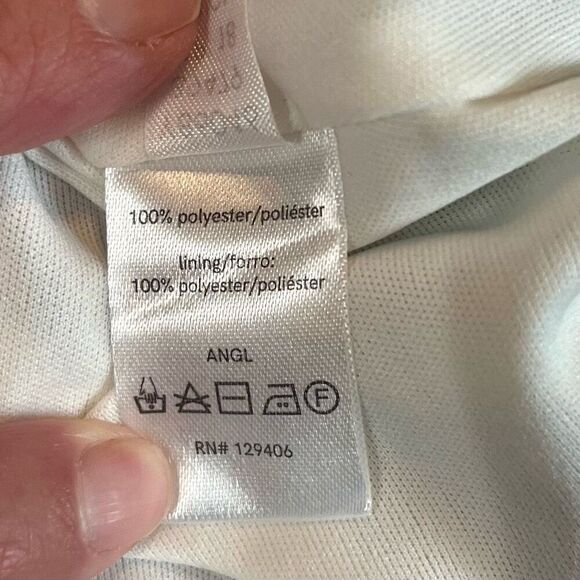 100% polyester/poliéster
lining/forro:
100% polyester/poliéster
ANGL
F
RN# 129406